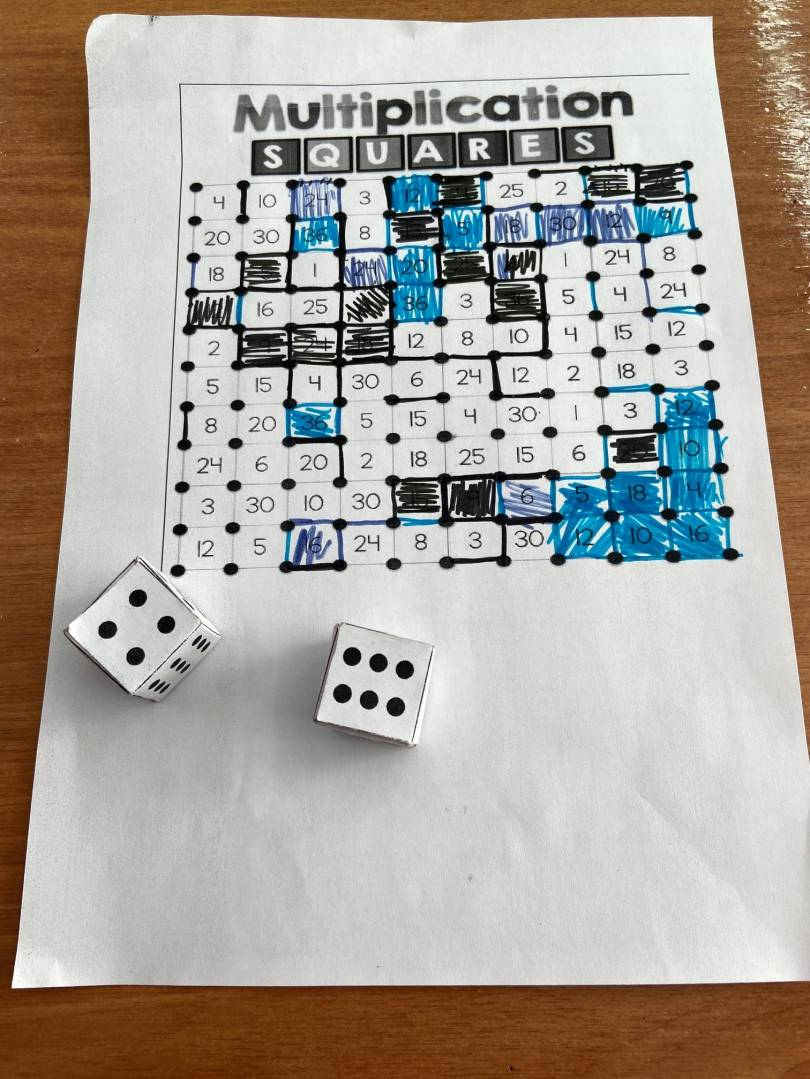 Multiplication
SQUARES
4 10 24 3 12 25 2
20 30 36 8 5 18 30 12 9
18 1 24 20 1 24 8
16 25 36 3 5 4 24
2 24 12 8 10 4 15 12
5 15 4 30 6 24 12 2 18 3
8 20 36 5 15 4 30 1 3 12
24 6 20 2 18 25 15 6 10
3 30 10 30 6 5 18 4
12 5 16 24 8 3 30 12 10 16